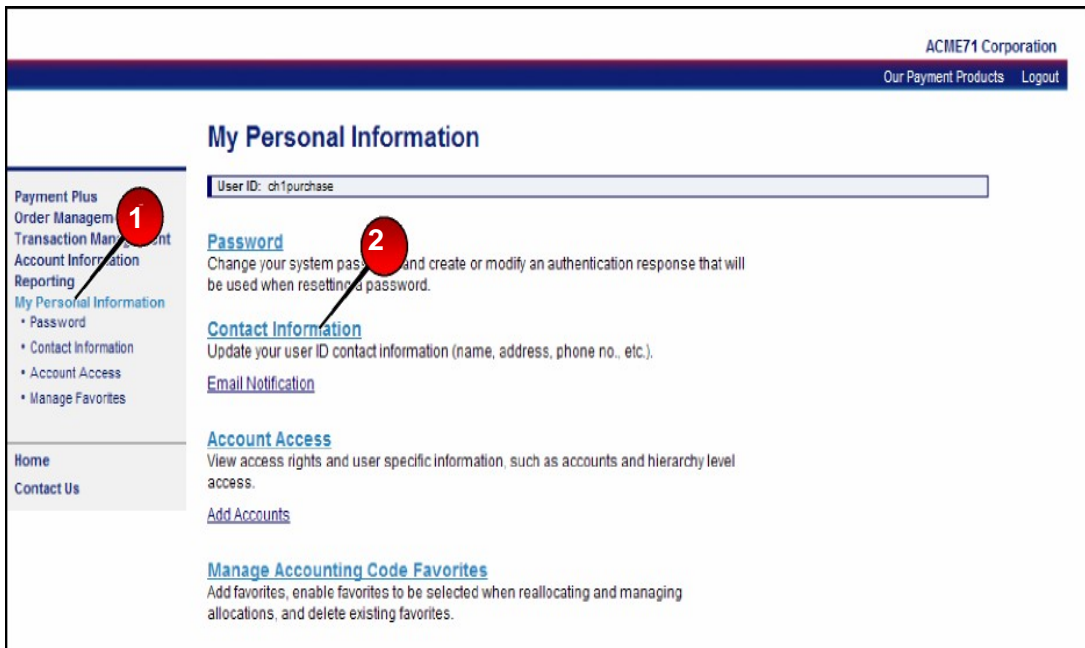 ACME71 Corporation
Our Payment Products Logout
My Personal Information
User ID: ch1purchase
Payment Plus
Order Managem
Transaction Man ent
Account Information
Reporting
My Personal Information
• Password
• Contact Information
• Account Access
• Manage Favorites
Home
Contact Us
1
2
Password
Change your system pas and create or modify an authentication response that will
be used when resetting a password.
Contact Information
Update your user ID contact information (name, address, phone no., etc.).
Email Notification
Account Access
View access rights and user specific information, such as accounts and hierarchy level
access.
Add Accounts
Manage Accounting Code Favorites
Add favorites, enable favorites to be selected when reallocating and managing
allocations, and delete existing favorites.